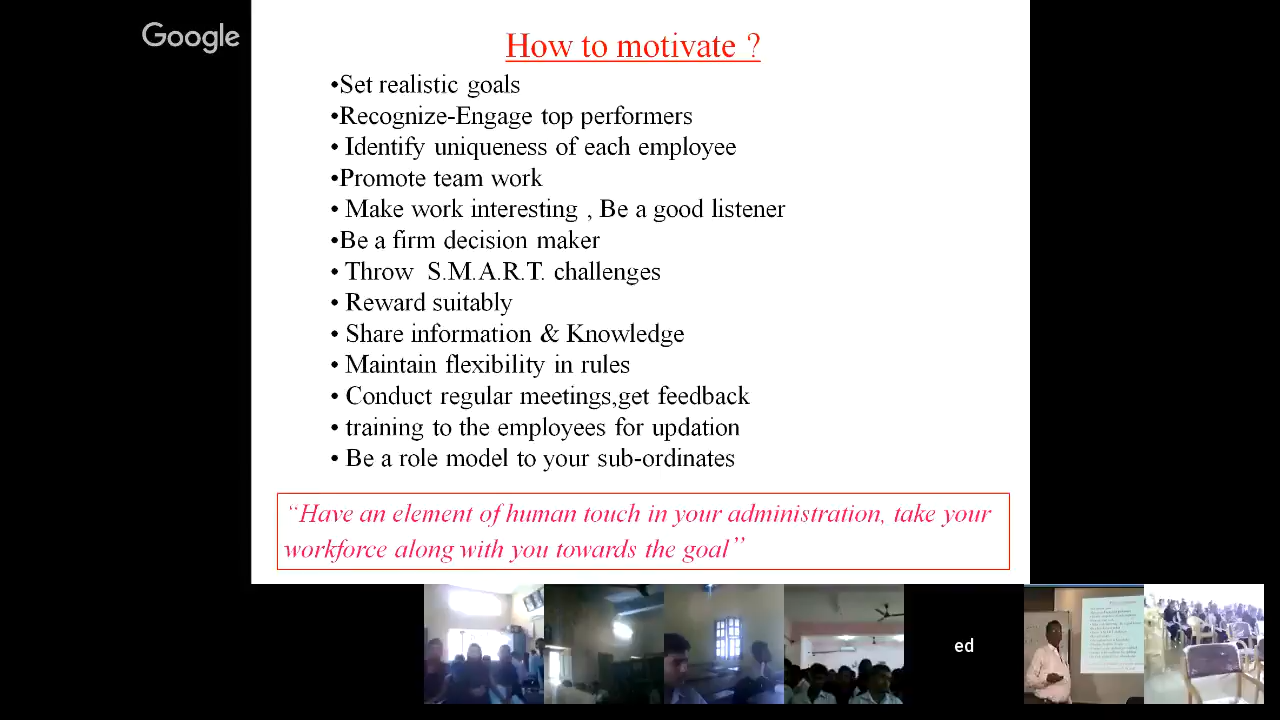 Google
How to motivate ?
•Set realistic goals
•Recognize-Engage top performers
• Identify uniqueness of each employee
•Promote team work
• Make work interesting , Be a good listener
•Be a firm decision maker
• Throw S.M.A.R.T. challenges
• Reward suitably
• Share information & Knowledge
• Maintain flexibility in rules
• Conduct regular meetings,get feedback
• training to the employees for updation
• Be a role model to your sub-ordinates
“Have an element of human touch in your administration, take your
workforce along with you towards the goal”
ed